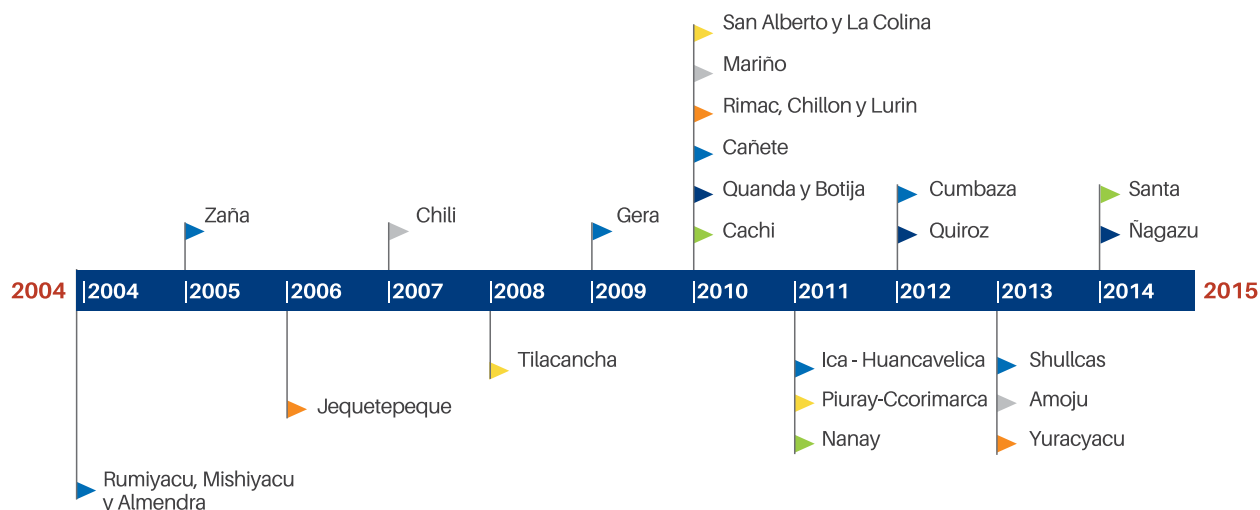 San Alberto y La Colina
Mariño
Rimac, Chillon y Lurin
Cañete
Quanda y Botija
Cachi
Cumbaza
Quiroz
Santa
Ñagazu
Zaña
Chili
Gera
2004
2004
2005
2006
2007
2008
2009
2010
2011
2012
2013
2014
2015
Tilacancha
Jequetepeque
Ica - Huancavelica
Piuray-Ccorimarca
Nanay
Shullcas
Amoju
Yuracyacu
Rumiyacu, Mishiyacu
v Almendra